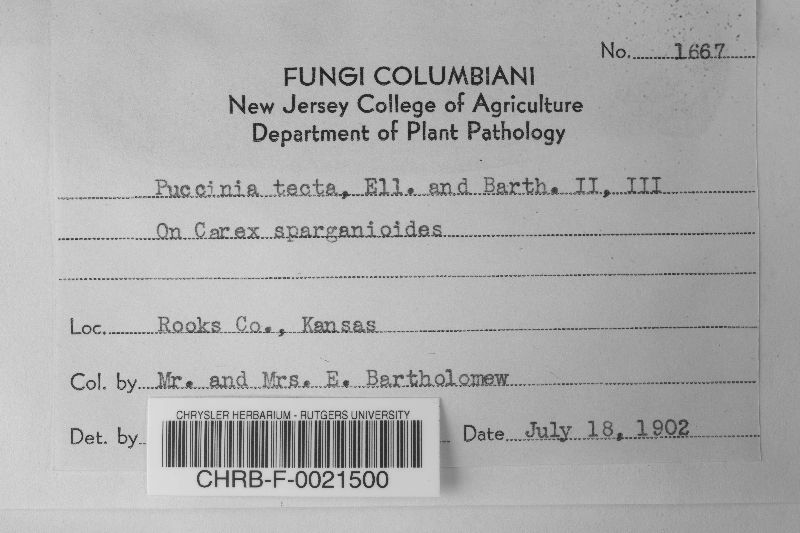 No. 1667
FUNGI COLUMBIANI
New Jersey College of Agriculture
Department of Plant Pathology
Puccinia tecta, Ell. and Barth. II, III
On Carex sparganioides
Loc. Rooks Co., Kansas
Col. by Mr. and Mrs. E. Bartholomew
Det. by Date July 18, 1902
CHRYSLER HERBARIUM - RUTGERS UNIVERSITY
CHRB-F-0021500